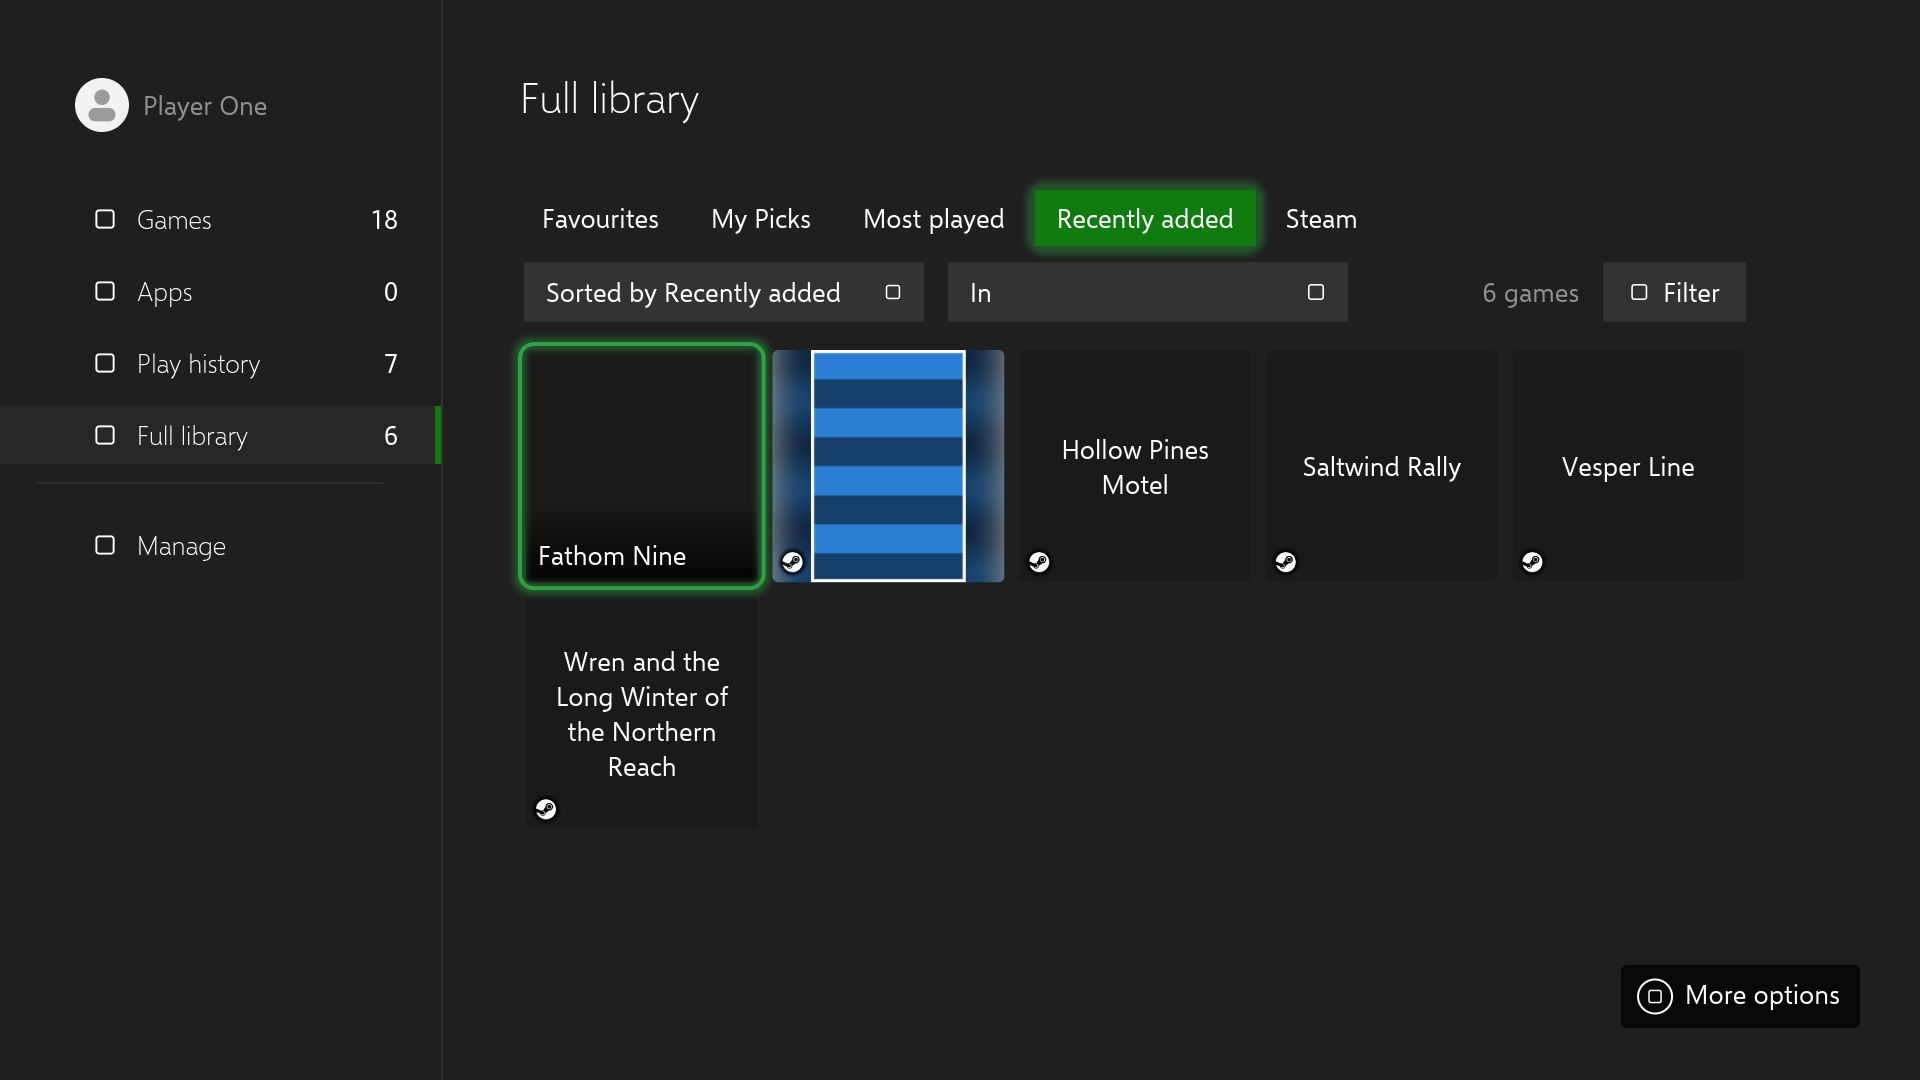 Player One
Games 18
Apps 0
Play history 7
Full library 6
Manage
Full library
Favourites My Picks Most played Recently added Steam
Sorted by Recently added In 6 games Filter
Fathom Nine
Hollow Pines
Motel
Saltwind Rally
Vesper Line
Wren and the
Long Winter of
the Northern
Reach
More options